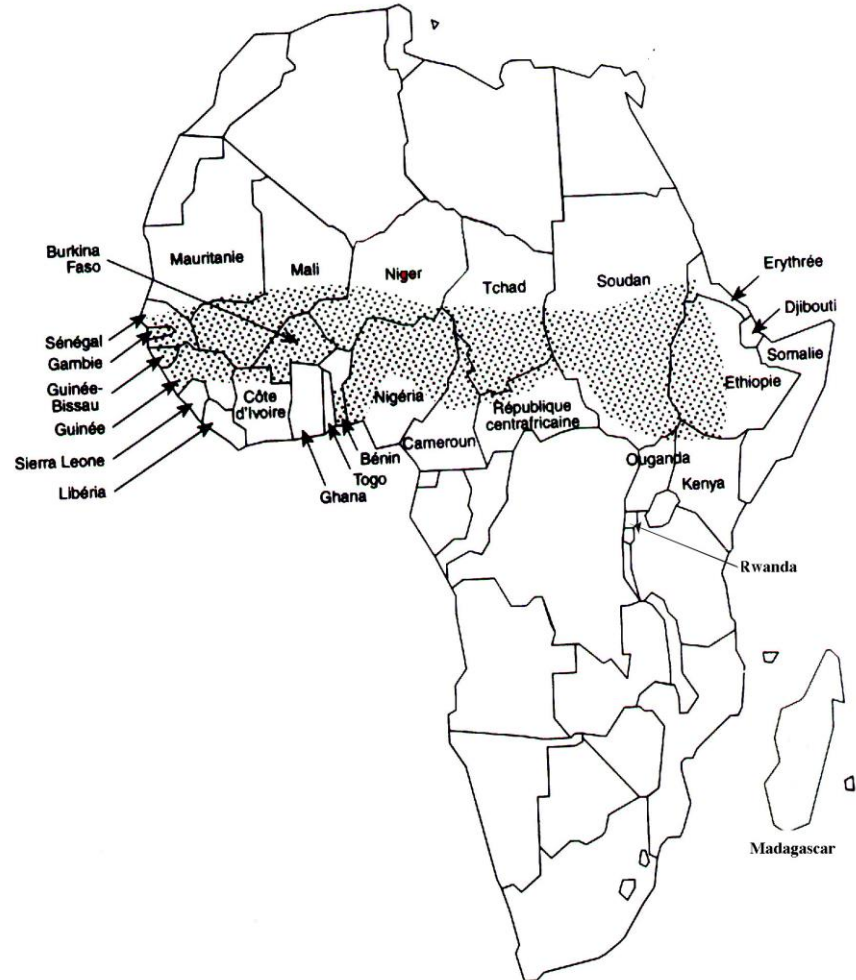 Burkina
Faso
Mauritanie
Mali
Niger
Tchad
Soudan
Erythrée
Djibouti
Somalie
Ethiopie
Sénégal
Gambie
Guinée-
Bissau
Guinée
Sierra Leone
Libéria
Côte
d'Ivoire
Ghana
Togo
Bénin
Nigéria
Cameroun
République
centrafricaine
Ouganda
Kenya
Rwanda
Madagascar